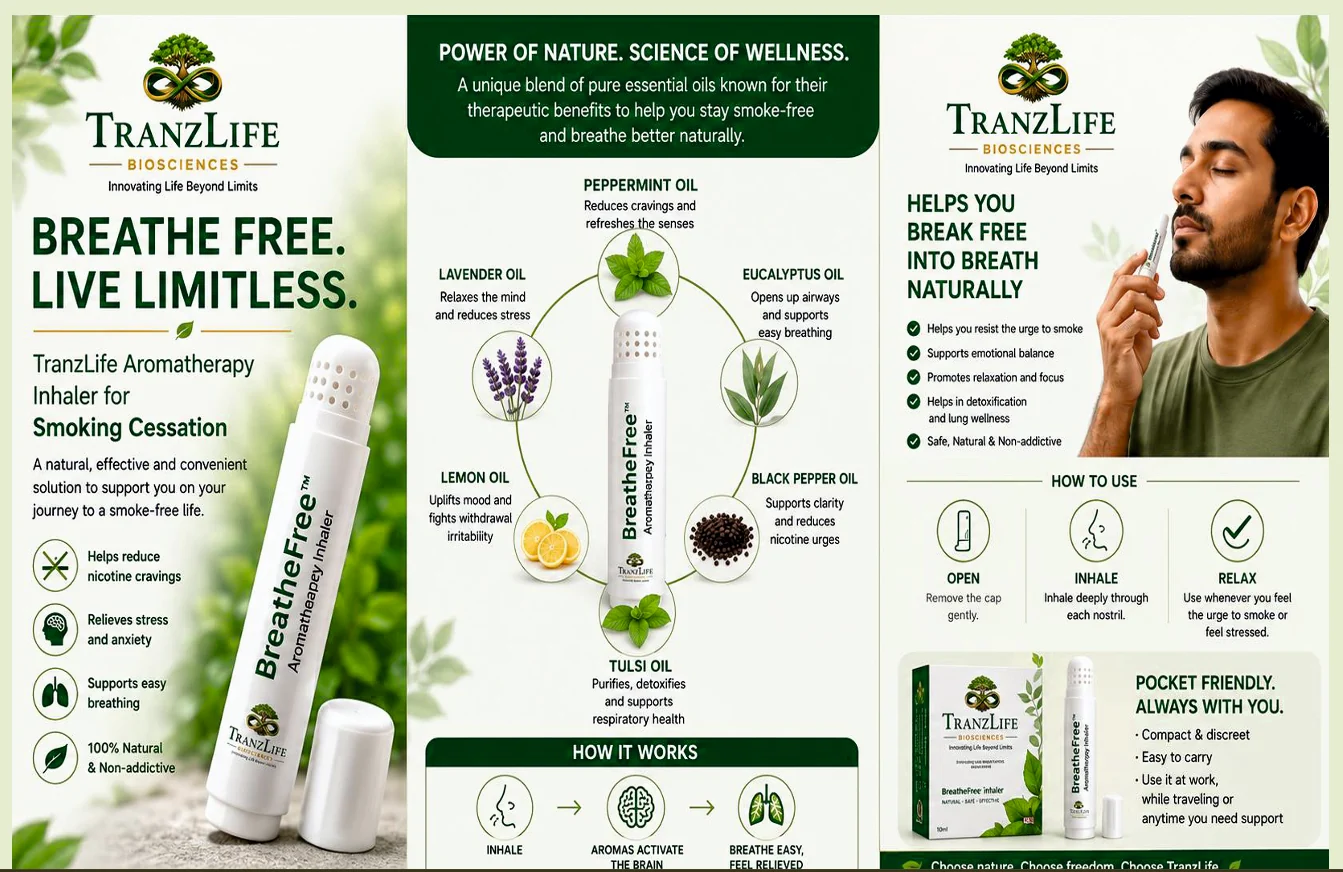 TRANZLIFE
BIOSCIENCES
Innovating Life Beyond Limits
BREATHE FREE.
LIVE LIMITLESS.
TranzLife Aromatherapy
Inhaler for
Smoking Cessation
A natural, effective and convenient
solution to support you on your
journey to a smoke-free life.
Helps reduce
nicotine cravings
Relieves stress
and anxiety
Supports easy
breathing
100% Natural
& Non-addictive
BreatheFree™
Aromatheapey Inhaler
TRANZLIFE
BIOSCIENCES
POWER OF NATURE. SCIENCE OF WELLNESS.
A unique blend of pure essential oils known for their
therapeutic benefits to help you stay smoke-free
and breathe better naturally.
PEPPERMINT OIL
Reduces cravings and
refreshes the senses
LAVENDER OIL
Relaxes the mind
and reduces stress
EUCALYPTUS OIL
Opens up airways
and supports
easy breathing
LEMON OIL
Uplifts mood and
fights withdrawal
irritability
BLACK PEPPER OIL
Supports clarity
and reduces
nicotine urges
BreatheFree™
Inhaler
TRANZLIFE
TULSI OIL
Purifies, detoxifies
and supports
respiratory health
HOW IT WORKS
INHALE
AROMAS ACTIVATE
THE BRAIN
BREATHE EASY,
FEEL RELIEVED
TRANZLIFE
BIOSCIENCES
Innovating Life Beyond Limits
HELPS YOU
BREAK FREE
INTO BREATH
NATURALLY
Helps you resist the urge to smoke
Supports emotional balance
Promotes relaxation and focus
Helps in detoxification
and lung wellness
Safe, Natural & Non-addictive
HOW TO USE
OPEN
Remove the cap
gently.
INHALE
Inhale deeply through
each nostril.
RELAX
Use whenever you feel
the urge to smoke or
feel stressed.
TRANZLIFE
BIOSCIENCES
Innovating Life Beyond Limits
BreatheFree inhaler
NATURAL - SAFE - EFFECTIVE
10ml
BreatheFree™
Inhaler
POCKET FRIENDLY.
ALWAYS WITH YOU.
· Compact & discreet
· Easy to carry
· Use it at work,
while traveling or
anytime you need support
Choose nature. Choose freedom. Choose TranzLife.